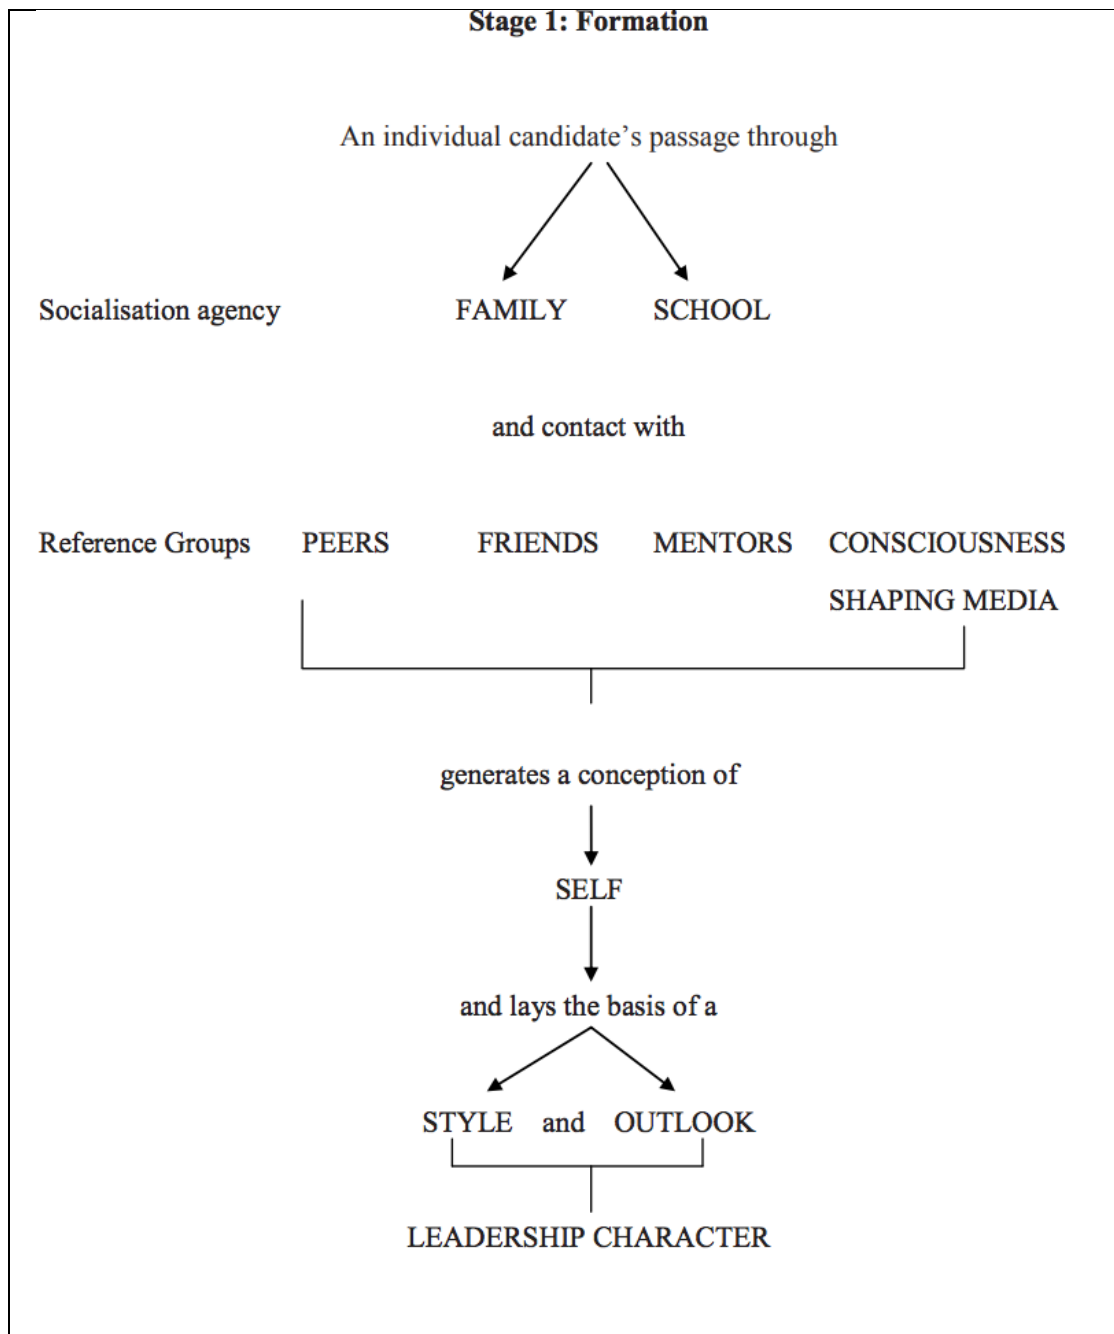 Stage 1: Formation
An individual candidate’s passage through
Socialisation agency FAMILY SCHOOL
and contact with
Reference Groups PEERS FRIENDS MENTORS CONSCIOUSNESS
SHAPING MEDIA
generates a conception of
SELF
and lays the basis of a
STYLE and OUTLOOK
LEADERSHIP CHARACTER